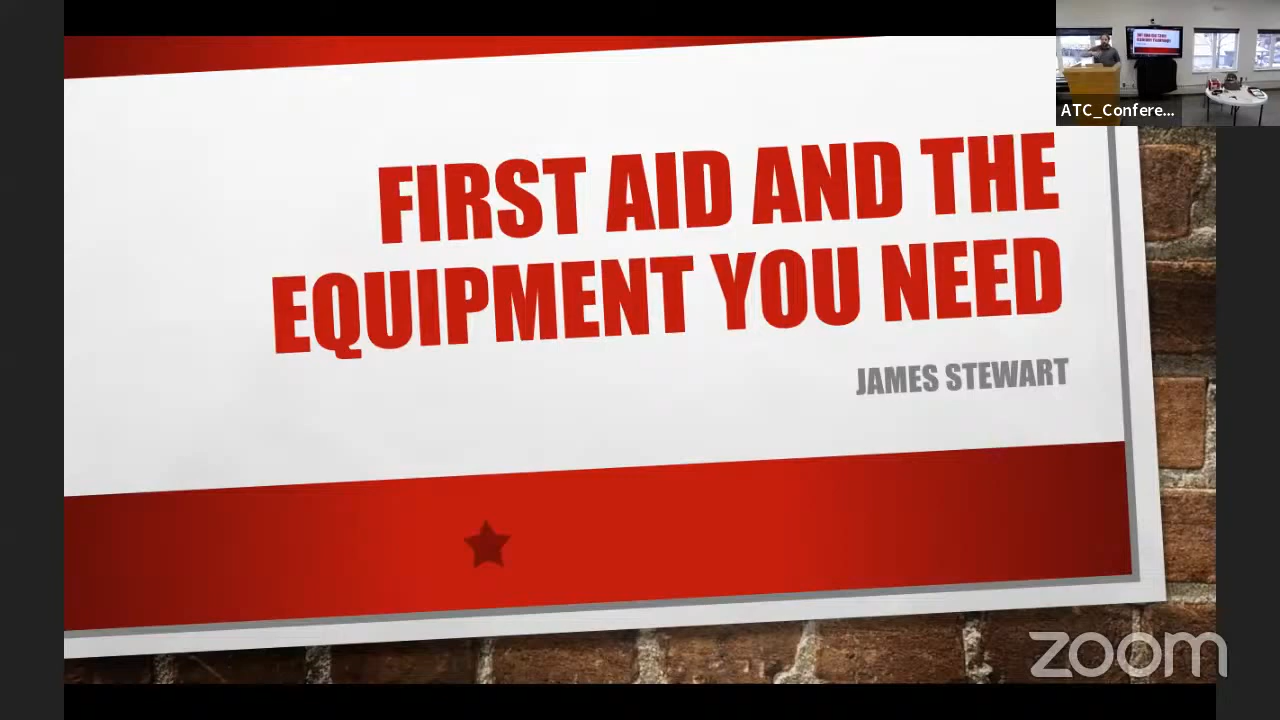 FIRST AID AND THE
EQUIPMENT YOU NEED
JAMES STEWART
ATC_Confere...
zoom